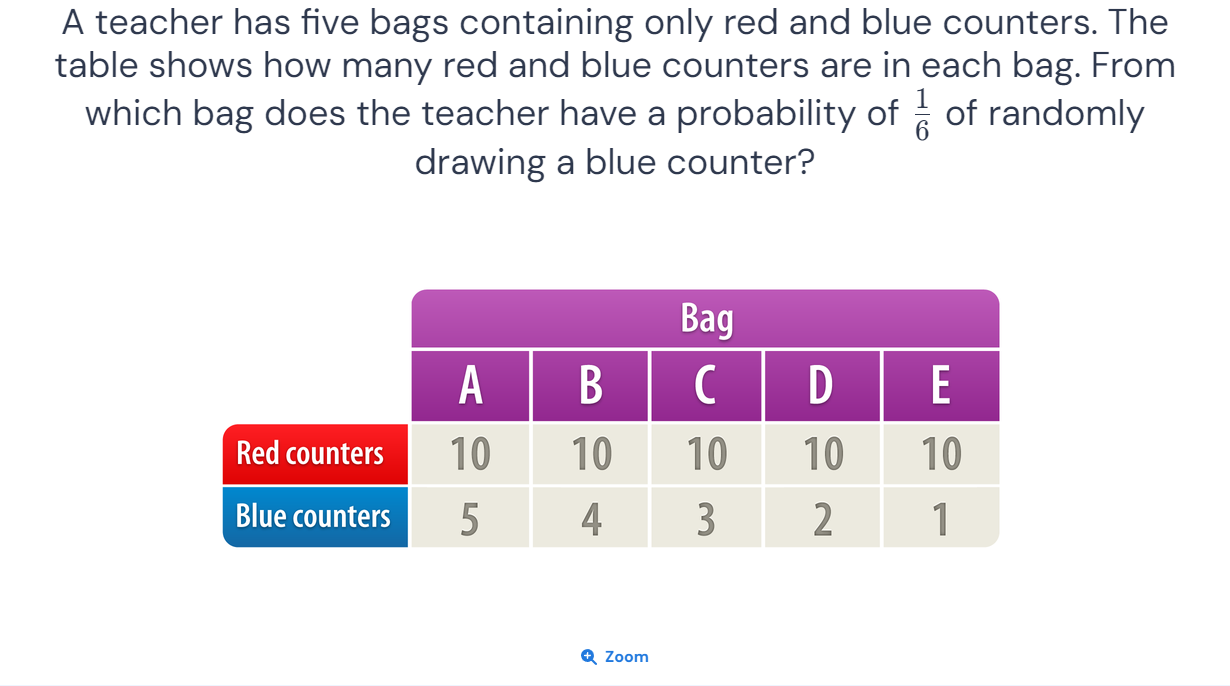 A teacher has five bags containing only red and blue counters. The
table shows how many red and blue counters are in each bag. From
which bag does the teacher have a probability of 1/6 of randomly
drawing a blue counter?
Bag
A B C D E
Red counters 10 10 10 10 10
Blue counters 5 4 3 2 1
Zoom